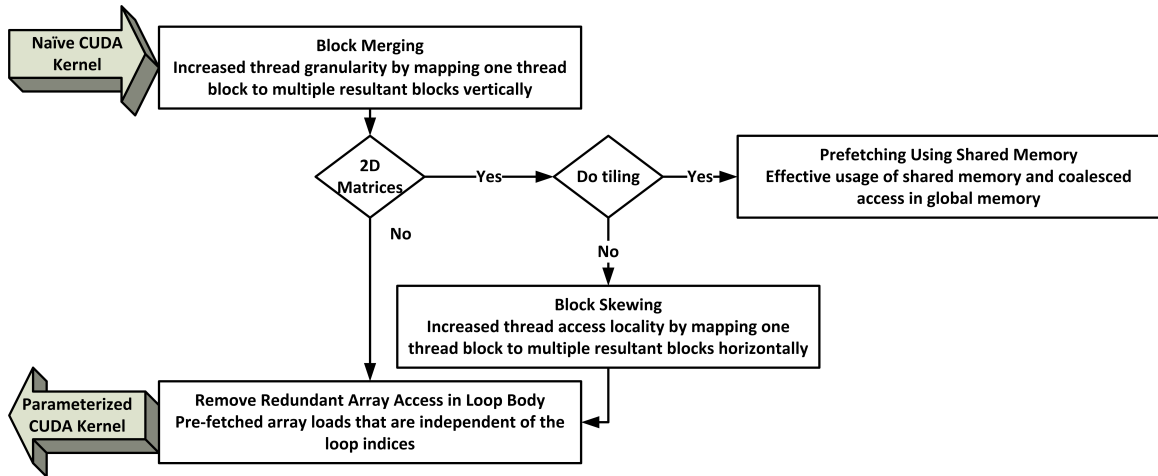 Naïve CUDA
Kernel
Block Merging
Increased thread granularity by mapping one thread
block to multiple resultant blocks vertically
2D
Matrices
Yes
Do tiling
Yes
Prefetching Using Shared Memory
Effective usage of shared memory and coalesced
access in global memory
No
No
Block Skewing
Increased thread access locality by mapping one
thread block to multiple resultant blocks horizontally
Parameterized
CUDA Kernel
Remove Redundant Array Access in Loop Body
Pre-fetched array loads that are independent of the
loop indices